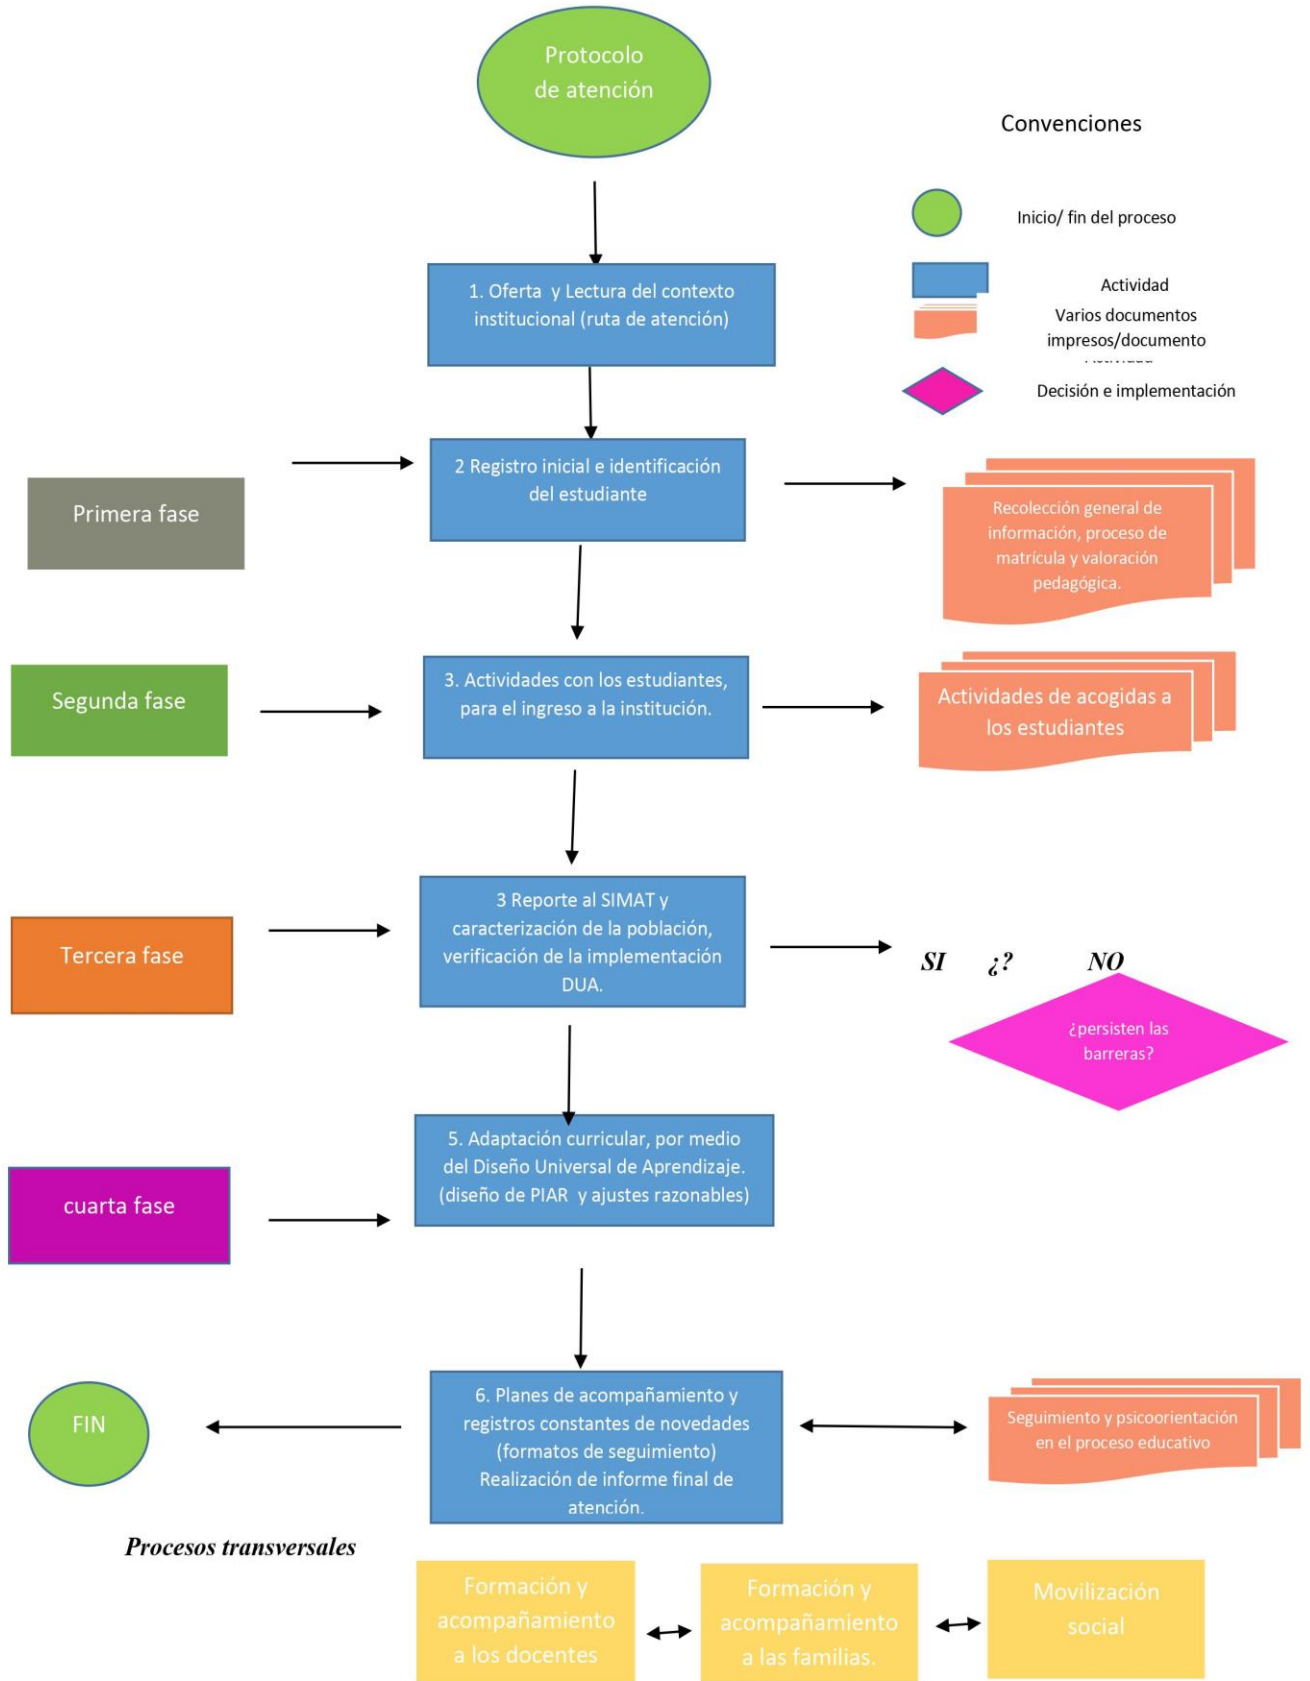 Protocolo
de atención
Convenciones
Inicio/ fin del proceso
1. Oferta y Lectura del contexto
institucional (ruta de atención)
Actividad
Varios documentos
impresos/documento
Decisión e implementación
Primera fase
2 Registro inicial e identificación
del estudiante
Recolección general de
información, proceso de
matrícula y valoración
pedagógica.
Segunda fase
3. Actividades con los estudiantes,
para el ingreso a la institución.
Actividades de acogidas a
los estudiantes
Tercera fase
3 Reporte al SIMAT y
caracterización de la población,
verificación de la implementación
DUA.
SI ¿? NO
¿persisten las
barreras?
cuarta fase
5. Adaptación curricular, por medio
del Diseño Universal de Aprendizaje.
(diseño de PIAR y ajustes razonables)
FIN
6. Planes de acompañamiento y
registros constantes de novedades
(formatos de seguimiento)
Realización de informe final de
atención.
Seguimiento y psicoorientación
en el proceso educativo
Procesos transversales
Formación y
acompañamiento
a los docentes
Formación y
acompañamiento
a las familias.
Movilización
social